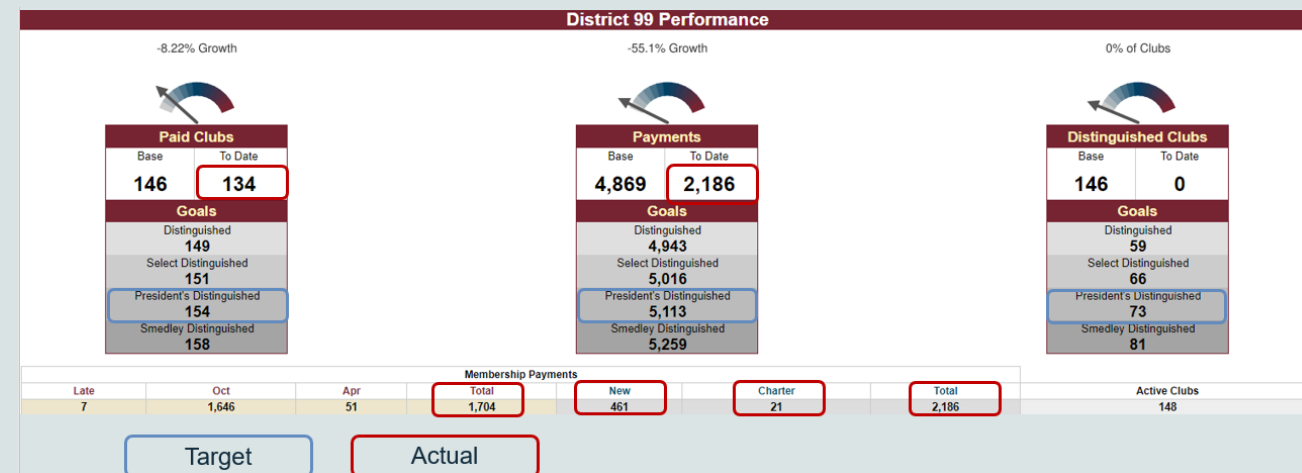 District 99 Performance
-8.22% Growth
-55.1% Growth
0% of Clubs
Paid Clubs
Base To Date
146 134
Goals
Distinguished
149
Select Distinguished
151
President's Distinguished
154
Smedley Distinguished
158
Payments
Base To Date
4,869 2,186
Goals
Distinguished
4,943
Select Distinguished
5,016
President's Distinguished
5,113
Smedley Distinguished
5,259
Distinguished Clubs
Base To Date
146 0
Goals
Distinguished
59
Select Distinguished
66
President's Distinguished
73
Smedley Distinguished
81
Membership Payments
Late Oct Apr Total New Charter Total Active Clubs
7 1,646 51 1,704 461 21 2,186 148
Target Actual